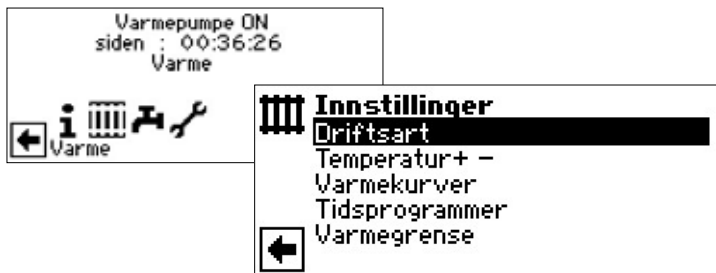 Varmepumpe ON
siden : 00:36:26
Varme
Varme
Innstillinger
Driftsart
Temperatur+ −
Varmekurver
Tidsprogrammer
Varmegrense